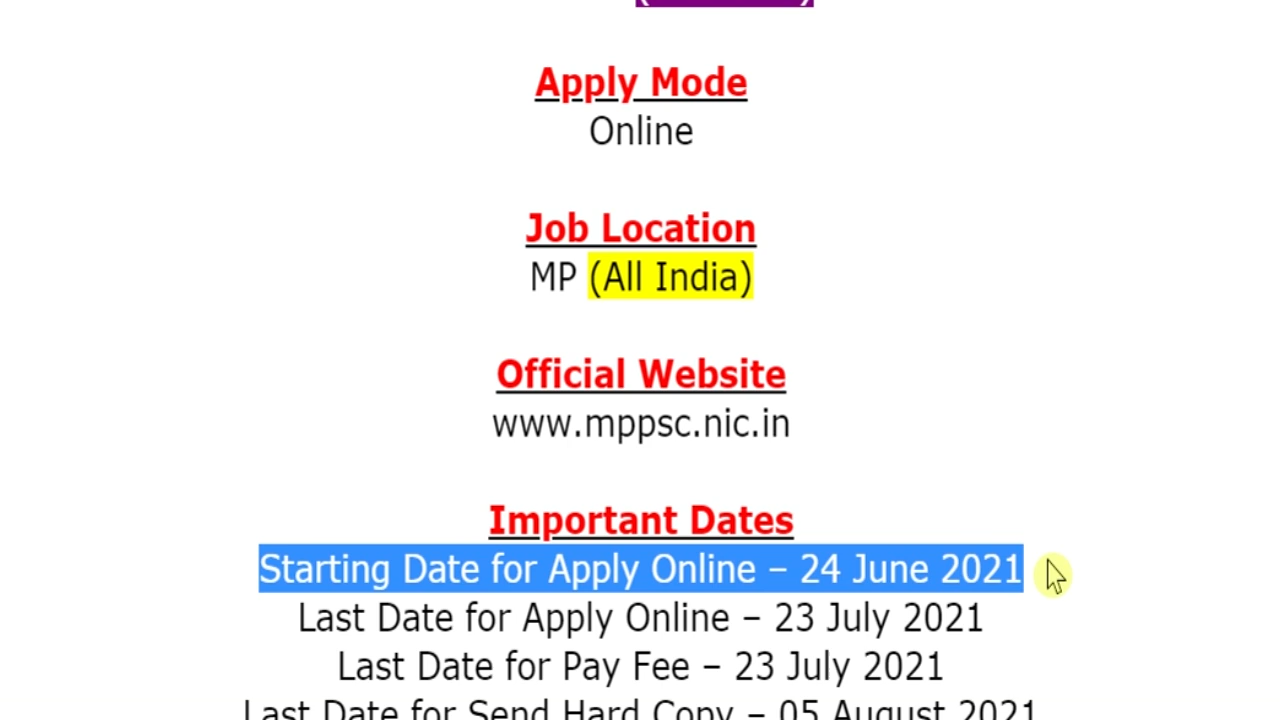 Apply Mode
Online
Job Location
MP (All India)
Official Website
www.mppsc.nic.in
Important Dates
Starting Date for Apply Online – 24 June 2021
Last Date for Apply Online – 23 July 2021
Last Date for Pay Fee – 23 July 2021
Last Date for Send Hard Copy – 05 August 2021